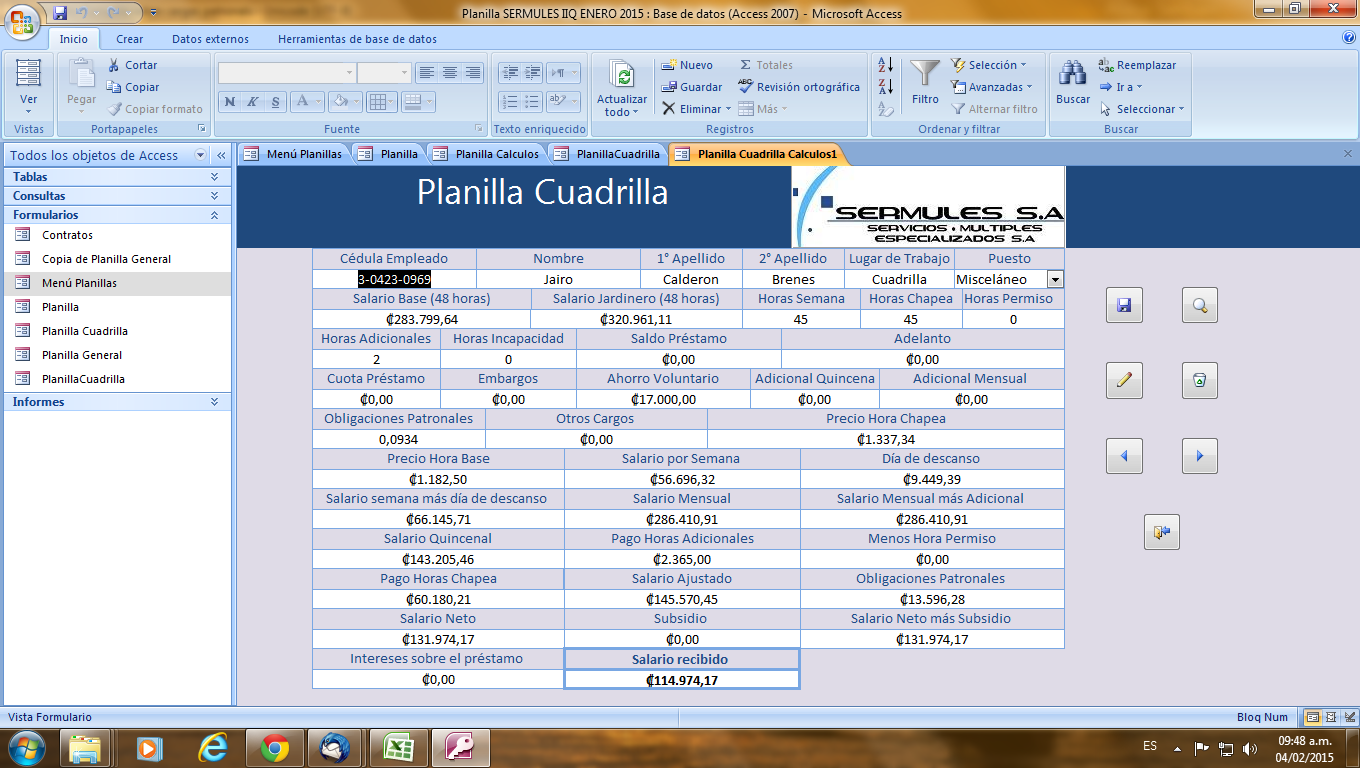 Planilla SERMULES IIQ ENERO 2015 : Base de datos (Access 2007) - Microsoft Access
Inicio Crear Datos externos Herramientas de base de datos
Ver
Vistas
Pegar
Cortar
Copiar
Copiar formato
Portapapeles
N K S A
Fuente
Texto enriquecido
Actualizar todo
Nuevo
Guardar
Eliminar
Totales
Revisión ortográfica
Más
Registros
Filtro
Selección
Avanzadas
Alternar filtro
Ordenar y filtrar
Buscar
Reemplazar
Ir a
Seleccionar
Buscar
Todos los objetos de Access
Tablas
Consultas
Formularios
Contratos
Copia de Planilla General
Menú Planillas
Planilla
Planilla Cuadrilla
Planilla General
PlanillaCuadrilla
Informes
Menú Planillas Planilla Planilla Calculos PlanillaCuadrilla Planilla Cuadrilla Calculos1
Planilla Cuadrilla
SERMULES S.A
SERVICIOS • MULTIPLES
ESPECIALIZADOS S.A
Cédula Empleado Nombre 1° Apellido 2° Apellido Lugar de Trabajo Puesto
3-0423-0969 Jairo Calderon Brenes Cuadrilla Misceláneo
Salario Base (48 horas) Salario Jardinero (48 horas) Horas Semana Horas Chapea Horas Permiso
₡283.799,64 ₡320.961,11 45 45 0
Horas Adicionales Horas Incapacidad Saldo Préstamo Adelanto
2 0 ₡0,00 ₡0,00
Cuota Préstamo Embargos Ahorro Voluntario Adicional Quincena Adicional Mensual
₡0,00 ₡0,00 ₡17.000,00 ₡0,00 ₡0,00
Obligaciones Patronales Otros Cargos Precio Hora Chapea
0,0934 ₡0,00 ₡1.337,34
Precio Hora Base Salario por Semana Día de descanso
₡1.182,50 ₡56.696,32 ₡9.449,39
Salario semana más día de descanso Salario Mensual Salario Mensual más Adicional
₡66.145,71 ₡286.410,91 ₡286.410,91
Salario Quincenal Pago Horas Adicionales Menos Hora Permiso
₡143.205,46 ₡2.365,00 ₡0,00
Pago Horas Chapea Salario Ajustado Obligaciones Patronales
₡60.180,21 ₡145.570,45 ₡13.596,28
Salario Neto Subsidio Salario Neto más Subsidio
₡131.974,17 ₡0,00 ₡131.974,17
Intereses sobre el préstamo Salario recibido
₡0,00 ₡114.974,17
Vista Formulario Bloq Num
ES
09:48 a.m.
04/02/2015